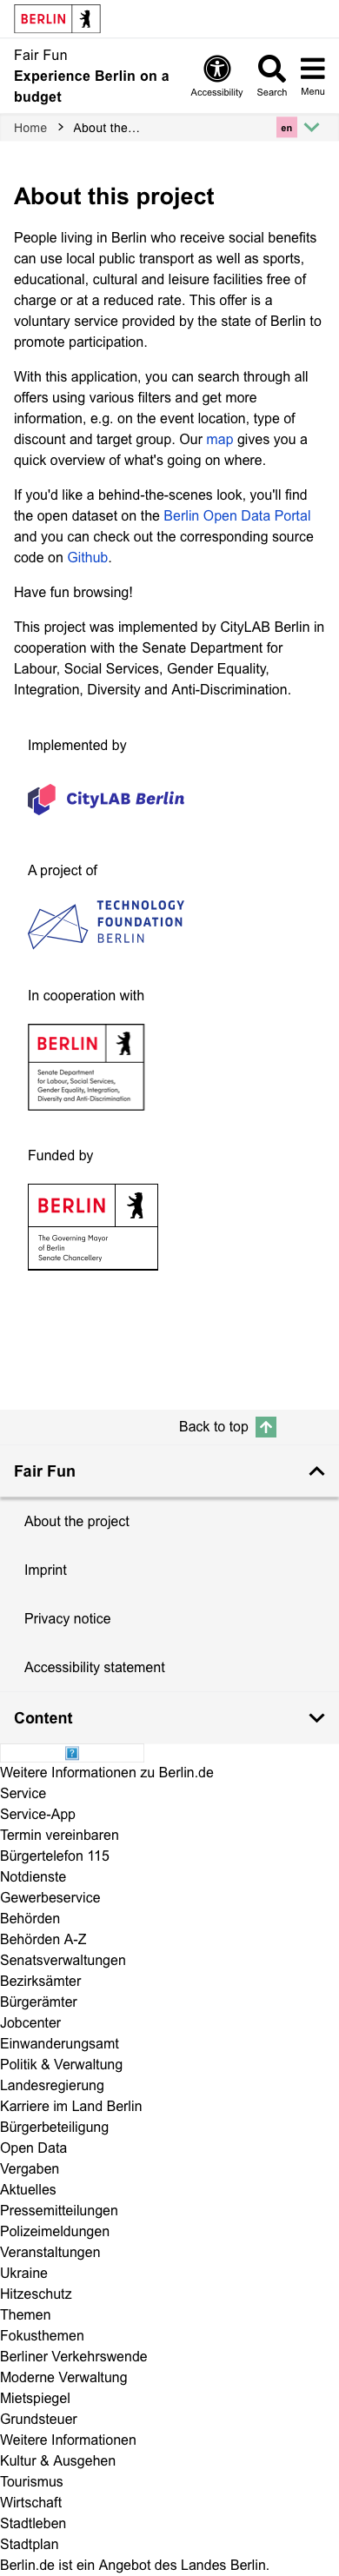 BERLIN
Fair Fun
Experience Berlin on a
budget
Accessibility
Search
Menu
Home > About the...
en
About this project
People living in Berlin who receive social benefits
can use local public transport as well as sports,
educational, cultural and leisure facilities free of
charge or at a reduced rate. This offer is a
voluntary service provided by the state of Berlin to
promote participation.
With this application, you can search through all
offers using various filters and get more
information, e.g. on the event location, type of
discount and target group. Our map gives you a
quick overview of what's going on where.
If you'd like a behind-the-scenes look, you'll find
the open dataset on the Berlin Open Data Portal
and you can check out the corresponding source
code on Github.
Have fun browsing!
This project was implemented by CityLAB Berlin in
cooperation with the Senate Department for
Labour, Social Services, Gender Equality,
Integration, Diversity and Anti-Discrimination.
Implemented by
CityLAB Berlin
A project of
TECHNOLOGY
FOUNDATION
BERLIN
In cooperation with
BERLIN
Senate Department
for Labour, Social Services,
Gender Equality, Integration,
Diversity and Anti-Discrimination
Funded by
BERLIN
The Governing Mayor
of Berlin
Senate Chancellery
Back to top
Fair Fun
About the project
Imprint
Privacy notice
Accessibility statement
Content
?
Weitere Informationen zu Berlin.de
Service
Service-App
Termin vereinbaren
Bürgertelefon 115
Notdienste
Gewerbeservice
Behörden
Behörden A-Z
Senatsverwaltungen
Bezirksämter
Bürgerämter
Jobcenter
Einwanderungsamt
Politik & Verwaltung
Landesregierung
Karriere im Land Berlin
Bürgerbeteiligung
Open Data
Vergaben
Aktuelles
Pressemitteilungen
Polizeimeldungen
Veranstaltungen
Ukraine
Hitzeschutz
Themen
Fokusthemen
Berliner Verkehrswende
Moderne Verwaltung
Mietspiegel
Grundsteuer
Weitere Informationen
Kultur & Ausgehen
Tourismus
Wirtschaft
Stadtleben
Stadtplan
Berlin.de ist ein Angebot des Landes Berlin.